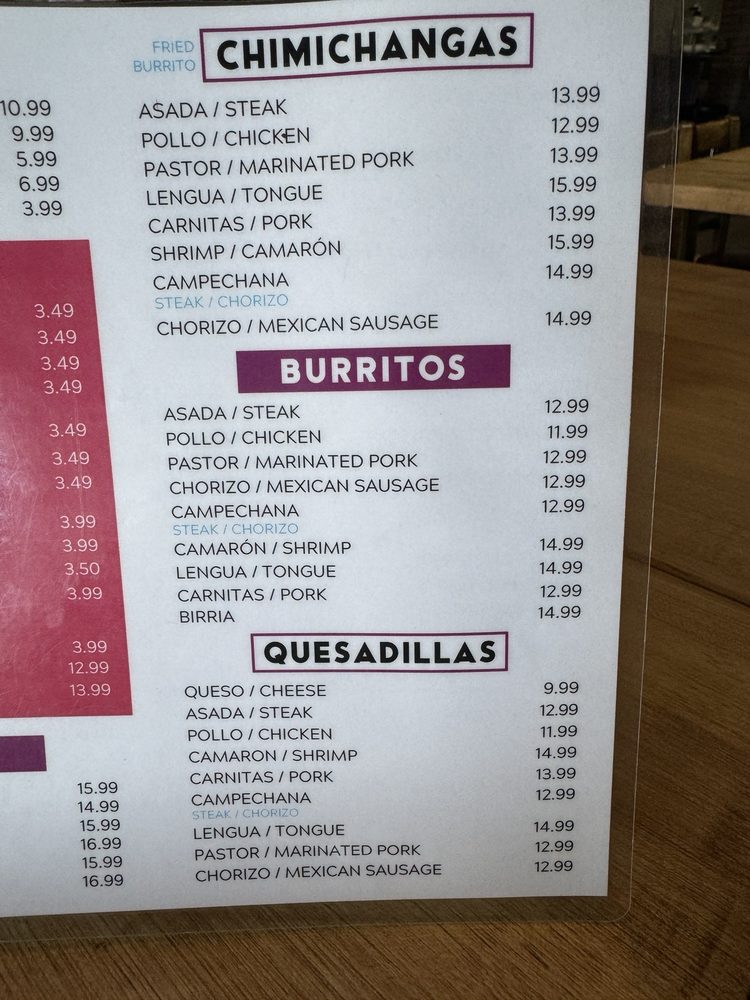 10.99
9.99
5.99
6.99
3.99
3.49
3.49
3.49
3.49
3.49
3.49
3.49
3.99
3.99
3.50
3.99
3.99
12.99
13.99
15.99
14.99
15.99
16.99
15.99
16.99
FRIED
BURRITO
CHIMICHANGAS
ASADA / STEAK 13.99
POLLO / CHICKEN 12.99
PASTOR / MARINATED PORK 13.99
LENGUA / TONGUE 15.99
CARNITAS / PORK 13.99
SHRIMP / CAMARÓN 15.99
CAMPECHANA 14.99
STEAK / CHORIZO
CHORIZO / MEXICAN SAUSAGE 14.99
BURRITOS
ASADA / STEAK 12.99
POLLO / CHICKEN 11.99
PASTOR / MARINATED PORK 12.99
CHORIZO / MEXICAN SAUSAGE 12.99
CAMPECHANA 12.99
STEAK / CHORIZO
CAMARÓN / SHRIMP 14.99
LENGUA / TONGUE 14.99
CARNITAS / PORK 12.99
BIRRIA 14.99
QUESADILLAS
QUESO / CHEESE 9.99
ASADA / STEAK 12.99
POLLO / CHICKEN 11.99
CAMARON / SHRIMP 14.99
CARNITAS / PORK 13.99
CAMPECHANA 12.99
STEAK / CHORIZO
LENGUA / TONGUE 14.99
PASTOR / MARINATED PORK 12.99
CHORIZO / MEXICAN SAUSAGE 12.99